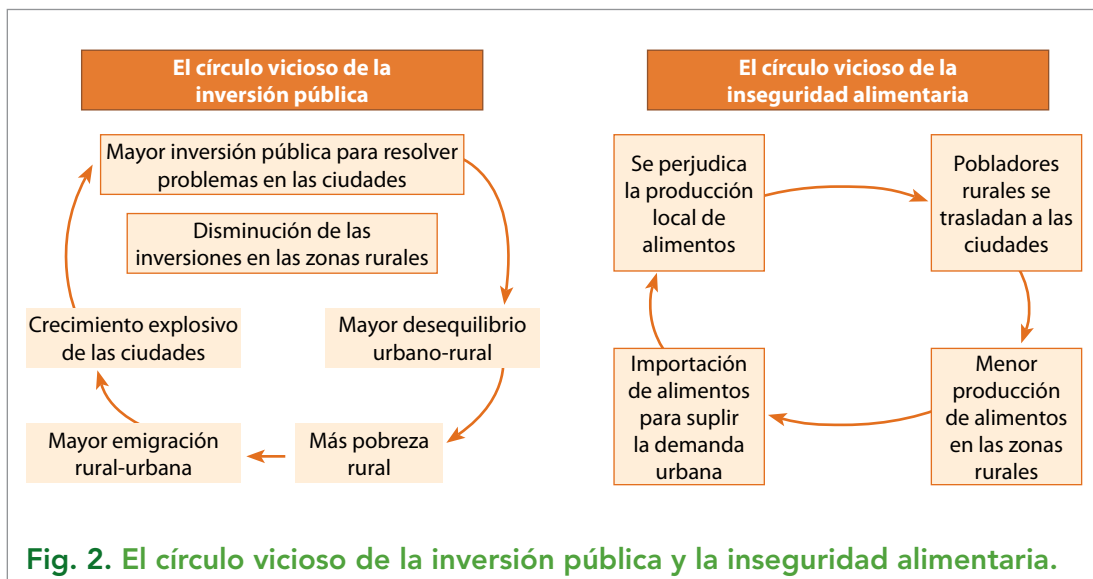 El círculo vicioso de la
inversión pública
Mayor inversión pública para resolver
problemas en las ciudades
Disminución de las
inversiones en las zonas rurales
Mayor desequilibrio
urbano-rural
Más pobreza
rural
Mayor emigración
rural-urbana
Crecimiento explosivo
de las ciudades
El círculo vicioso de la
inseguridad alimentaria
Se perjudica
la producción
local de
alimentos
Pobladores
rurales se
trasladan a las
ciudades
Menor
producción
de alimentos
en las zonas
rurales
Importación
de alimentos
para suplir
la demanda
urbana
Fig. 2. El círculo vicioso de la inversión pública y la inseguridad alimentaria.